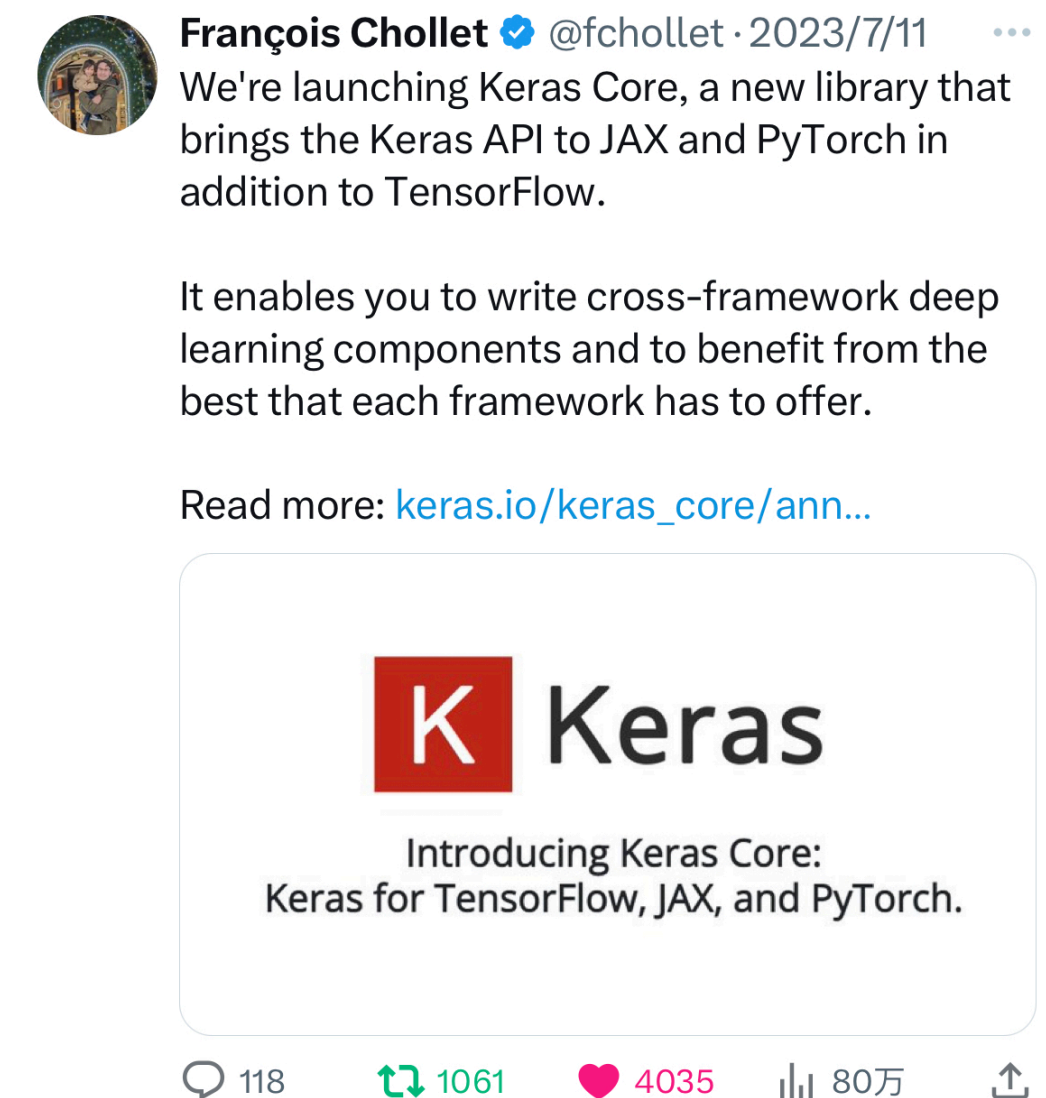 François Chollet @fchollet · 2023/7/11
We're launching Keras Core, a new library that
brings the Keras API to JAX and PyTorch in
addition to TensorFlow.
It enables you to write cross-framework deep
learning components and to benefit from the
best that each framework has to offer.
Read more: keras.io/keras_core/ann...
K Keras
Introducing Keras Core:
Keras for TensorFlow, JAX, and PyTorch.
118 1061 4035 80万